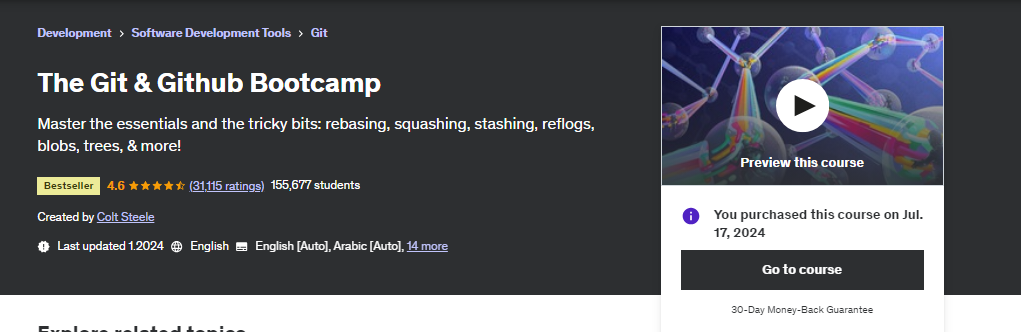 Development > Software Development Tools > Git
The Git & Github Bootcamp
Master the essentials and the tricky bits: rebasing, squashing, stashing, reflogs,
blobs, trees, & more!
Bestseller 4.6 (31,115 ratings) 155,677 students
Created by Colt Steele
Last updated 1.2024 English English [Auto], Arabic [Auto], 14 more
Preview this course
You purchased this course on Jul.
17, 2024
Go to course
30-Day Money-Back Guarantee
Explore related topics